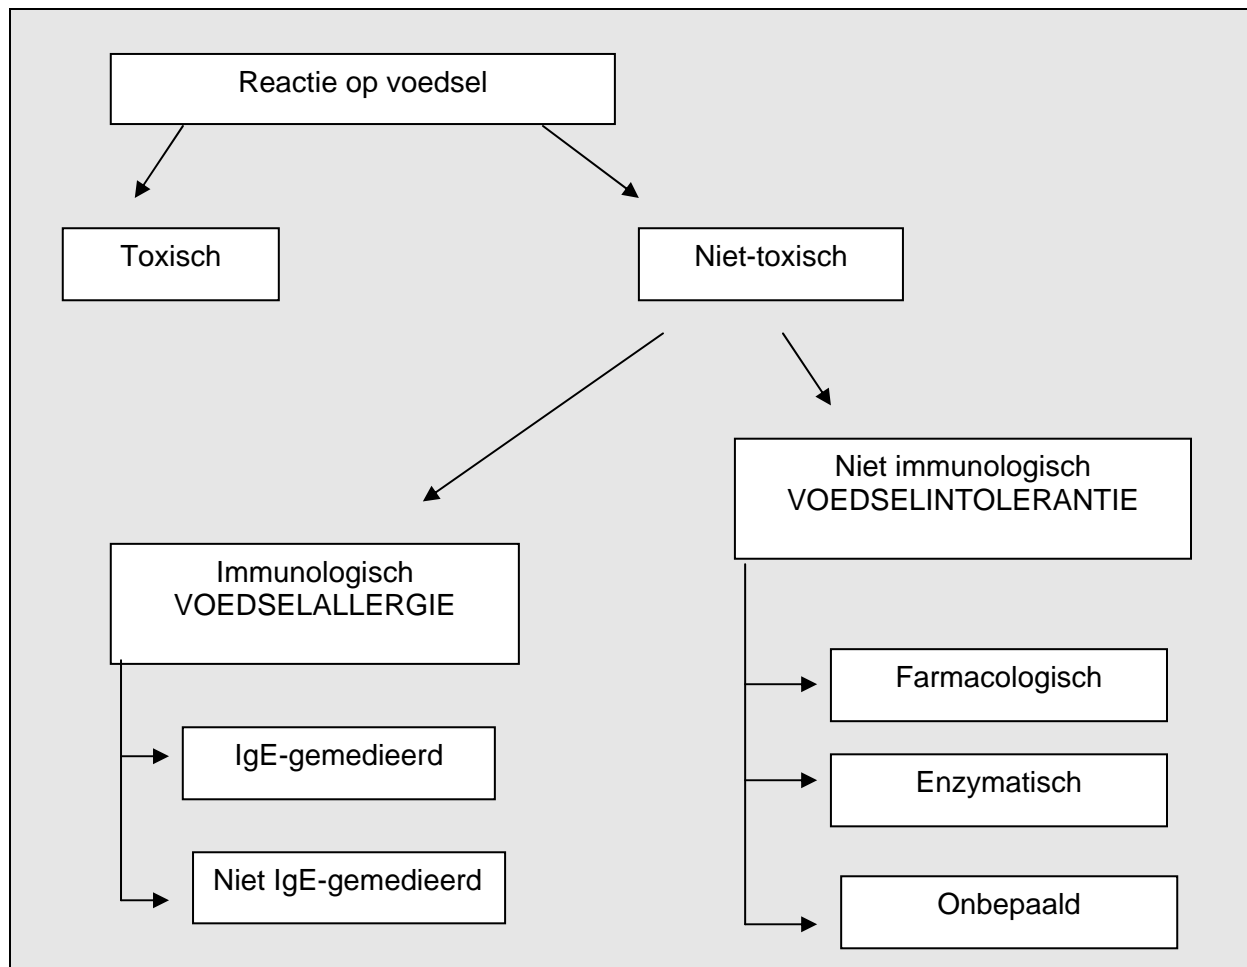 Reactie op voedsel
Toxisch
Niet-toxisch
Niet immunologisch
VOEDSELINTOLERANTIE
Immunologisch
VOEDSELALLERGIE
Farmacologisch
IgE-gemedieerd
Enzymatisch
Niet IgE-gemedieerd
Onbepaald